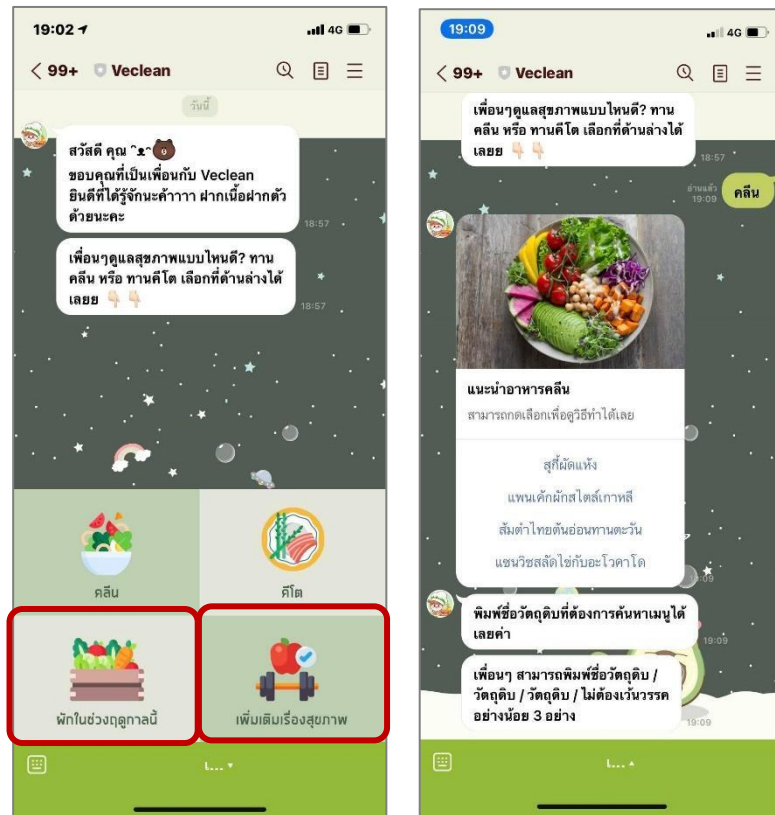 19:02
4G
99+ Veclean
วันนี้
สวัสดี คุณ ^ᴥ^
ขอบคุณที่เป็นเพื่อนกับ Veclean
ยินดีที่ได้รู้จักนะค้าาาา ฝากเนื้อฝากตัว
ด้วยนะคะ
18:57
เพื่อนๆดูแลสุขภาพแบบไหนดี? ทาน
คลีน หรือ ทานคีโต เลือกที่ด้านล่างได้
เลยย
18:57
คลีน
คีโต
ผักในช่วงฤดูกาลนี้
เพิ่มเติมเรื่องสุขภาพ
เ...
19:09
4G
99+ Veclean
เพื่อนๆดูแลสุขภาพแบบไหนดี? ทาน
คลีน หรือ ทานคีโต เลือกที่ด้านล่างได้
เลยย
18:57
อ่านแล้ว
19:09
คลีน
แนะนำอาหารคลีน
สามารถกดเลือกเพื่อดูวิธีทำได้เลย
สุกี้ผัดแห้ง
แพนเค้กผักสไตล์เกาหลี
ส้มตำไทยต้นอ่อนทานตะวัน
แซนวิชสลัดไข่กับอะโวคาโด
19:09
พิมพ์ชื่อวัตถุดิบที่ต้องการค้นหาเมนูได้
เลยค่า
19:09
เพื่อนๆ สามารถพิมพ์ชื่อวัตถุดิบ /
วัตถุดิบ / วัตถุดิบ / ไม่ต้องเว้นวรรค
อย่างน้อย 3 อย่าง
19:09
เ...